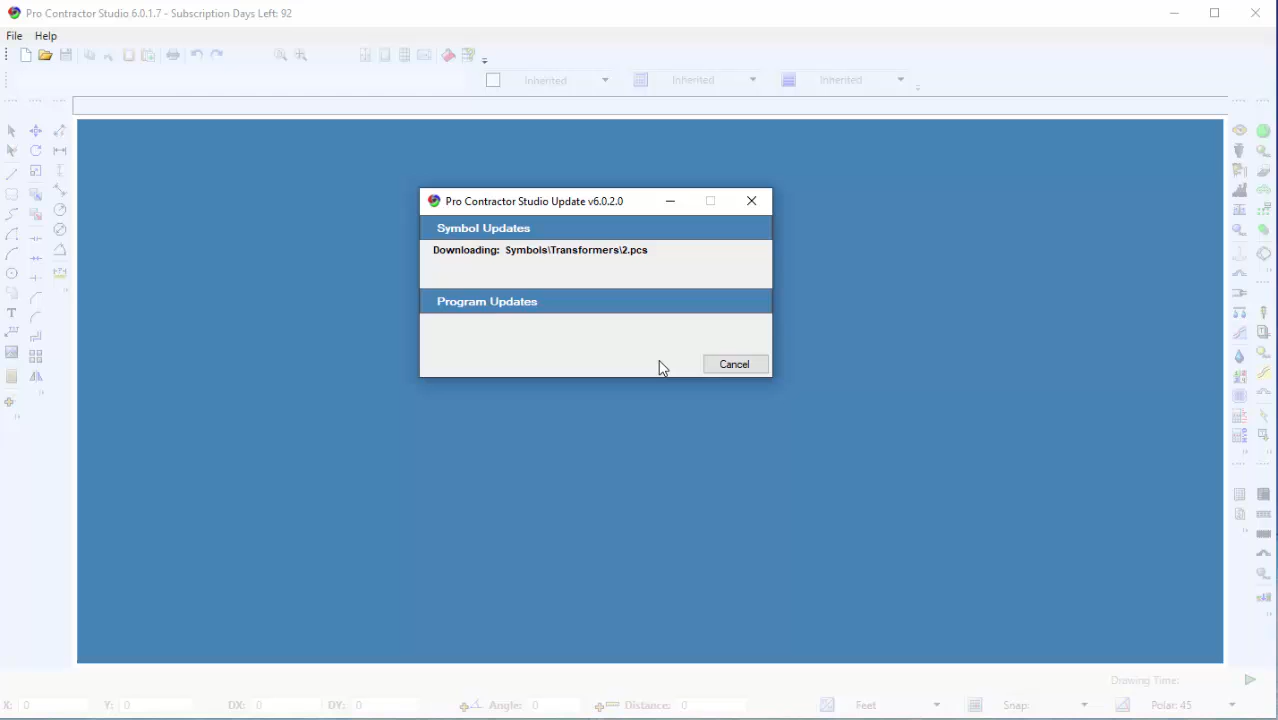 Pro Contractor Studio 6.0.1.7 - Subscription Days Left: 92
File Help
Inherited Inherited Inherited
Pro Contractor Studio Update v6.0.2.0
Symbol Updates
Downloading: Symbols\Transformers\2.pcs
Program Updates
Cancel
T
Drawing Time:
X: 0 Y: 0 DX: 0 DY: 0 Angle: 0 Distance: 0 Feet Snap: Polar: 45